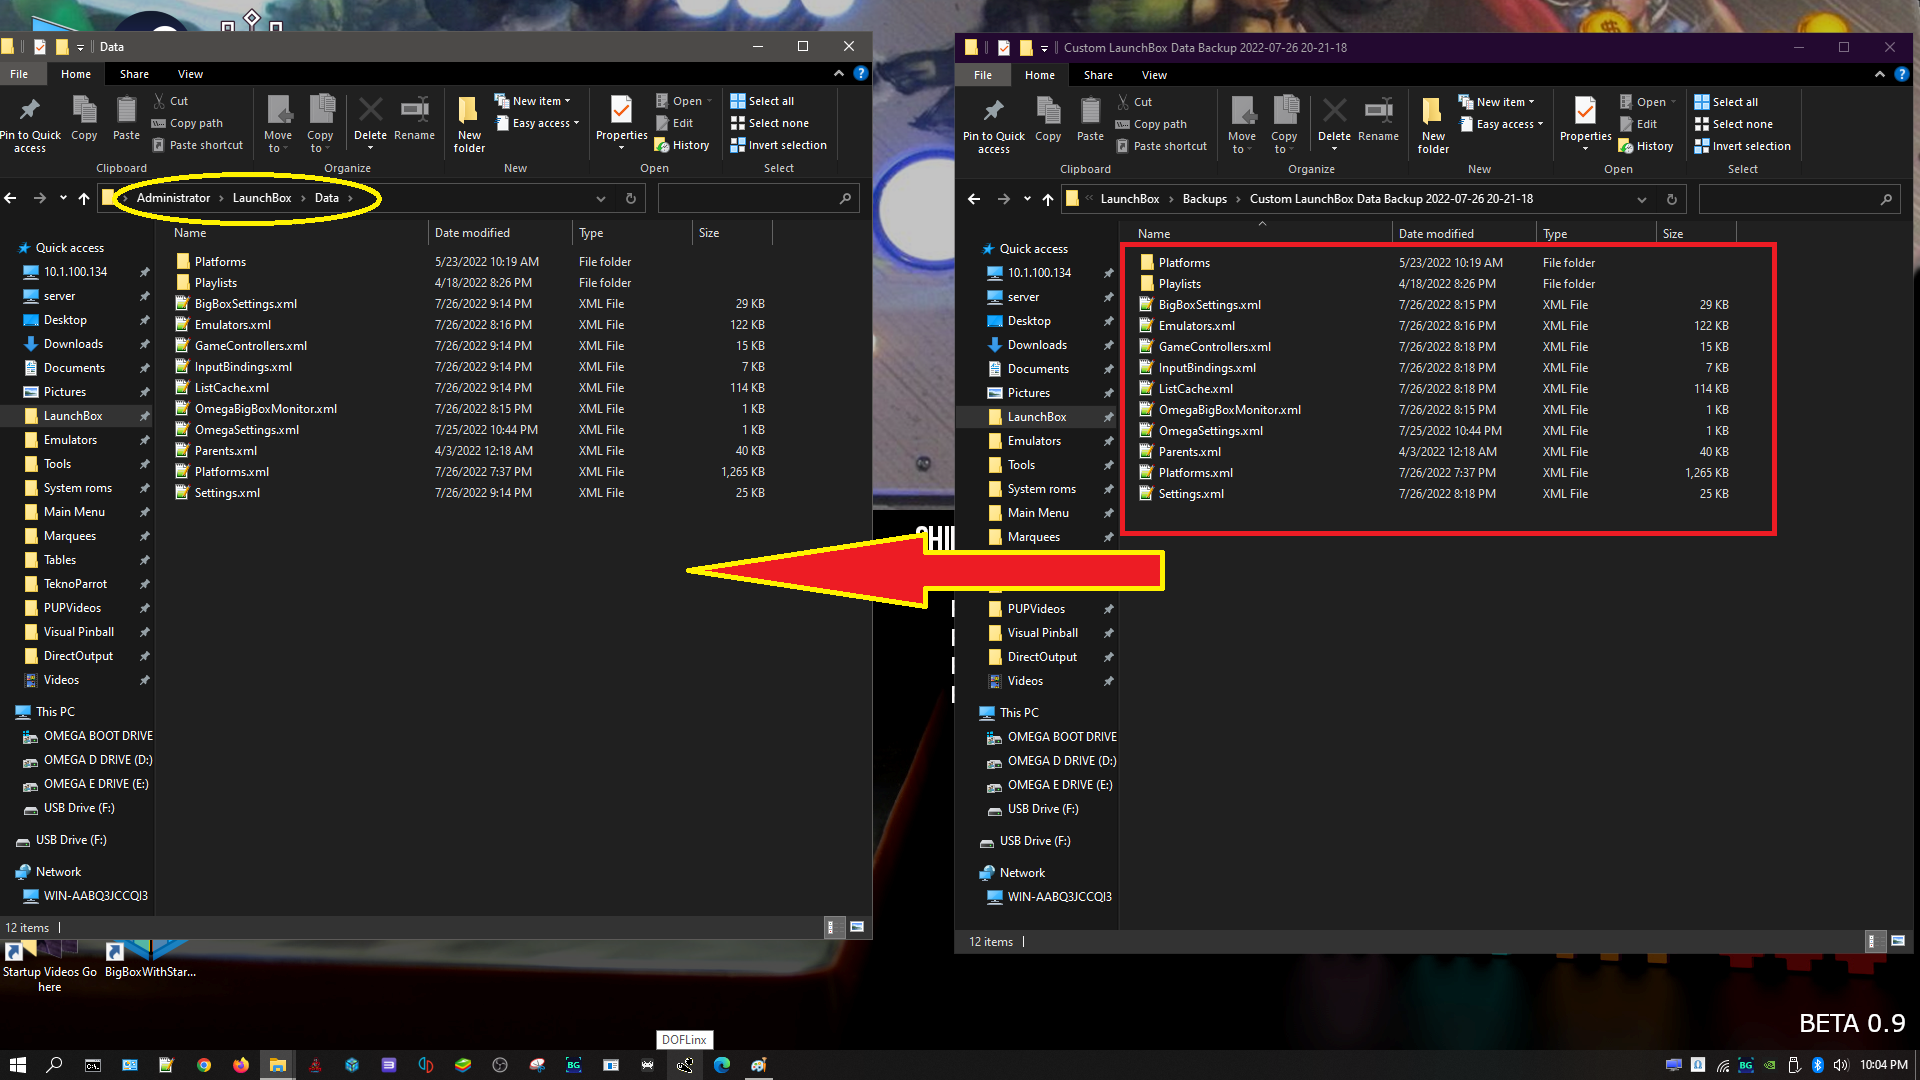 Data
File Home Share View
Pin to Quick access
Copy
Paste
Cut
Copy path
Paste shortcut
Clipboard
Move to
Copy to
Delete
Rename
Organize
New folder
New item
Easy access
New
Properties
Open
Edit
History
Open
Select all
Select none
Invert selection
Select
Administrator > LaunchBox > Data >
Name Date modified Type Size
Platforms 5/23/2022 10:19 AM File folder
Playlists 4/18/2022 8:26 PM File folder
BigBoxSettings.xml 7/26/2022 9:14 PM XML File 29 KB
Emulators.xml 7/26/2022 8:16 PM XML File 122 KB
GameControllers.xml 7/26/2022 9:14 PM XML File 15 KB
InputBindings.xml 7/26/2022 9:14 PM XML File 7 KB
ListCache.xml 7/26/2022 9:14 PM XML File 114 KB
OmegaBigBoxMonitor.xml 7/26/2022 8:15 PM XML File 1 KB
OmegaSettings.xml 7/25/2022 10:44 PM XML File 1 KB
Parents.xml 4/3/2022 12:18 AM XML File 40 KB
Platforms.xml 7/26/2022 7:37 PM XML File 1,265 KB
Settings.xml 7/26/2022 9:14 PM XML File 25 KB
Quick access
10.1.100.134
server
Desktop
Downloads
Documents
Pictures
LaunchBox
Emulators
Tools
System roms
Main Menu
Marquees
Tables
TeknoParrot
PUPVideos
Visual Pinball
DirectOutput
Videos
This PC
OMEGA BOOT DRIVE
OMEGA D DRIVE (D:)
OMEGA E DRIVE (E:)
USB Drive (F:)
USB Drive (F:)
Network
WIN-AABQ3JCCQI3
12 items
Custom LaunchBox Data Backup 2022-07-26 20-21-18
File Home Share View
Pin to Quick access
Copy
Paste
Cut
Copy path
Paste shortcut
Clipboard
Move to
Copy to
Delete
Rename
Organize
New folder
New item
Easy access
New
Properties
Open
Edit
History
Open
Select all
Select none
Invert selection
Select
« LaunchBox > Backups > Custom LaunchBox Data Backup 2022-07-26 20-21-18
Name Date modified Type Size
Platforms 5/23/2022 10:19 AM File folder
Playlists 4/18/2022 8:26 PM File folder
BigBoxSettings.xml 7/26/2022 8:15 PM XML File 29 KB
Emulators.xml 7/26/2022 8:16 PM XML File 122 KB
GameControllers.xml 7/26/2022 8:18 PM XML File 15 KB
InputBindings.xml 7/26/2022 8:18 PM XML File 7 KB
ListCache.xml 7/26/2022 8:18 PM XML File 114 KB
OmegaBigBoxMonitor.xml 7/26/2022 8:15 PM XML File 1 KB
OmegaSettings.xml 7/25/2022 10:44 PM XML File 1 KB
Parents.xml 4/3/2022 12:18 AM XML File 40 KB
Platforms.xml 7/26/2022 7:37 PM XML File 1,265 KB
Settings.xml 7/26/2022 8:18 PM XML File 25 KB
Quick access
10.1.100.134
server
Desktop
Downloads
Documents
Pictures
LaunchBox
Emulators
Tools
System roms
Main Menu
Marquees
PUPVideos
Visual Pinball
DirectOutput
Videos
This PC
OMEGA BOOT DRIVE
OMEGA D DRIVE (D:)
OMEGA E DRIVE (E:)
USB Drive (F:)
USB Drive (F:)
Network
WIN-AABQ3JCCQI3
12 items
Startup Videos Go here
BigBoxWithStar...
BETA 0.9
DOFLinx
BG
BG
10:04 PM